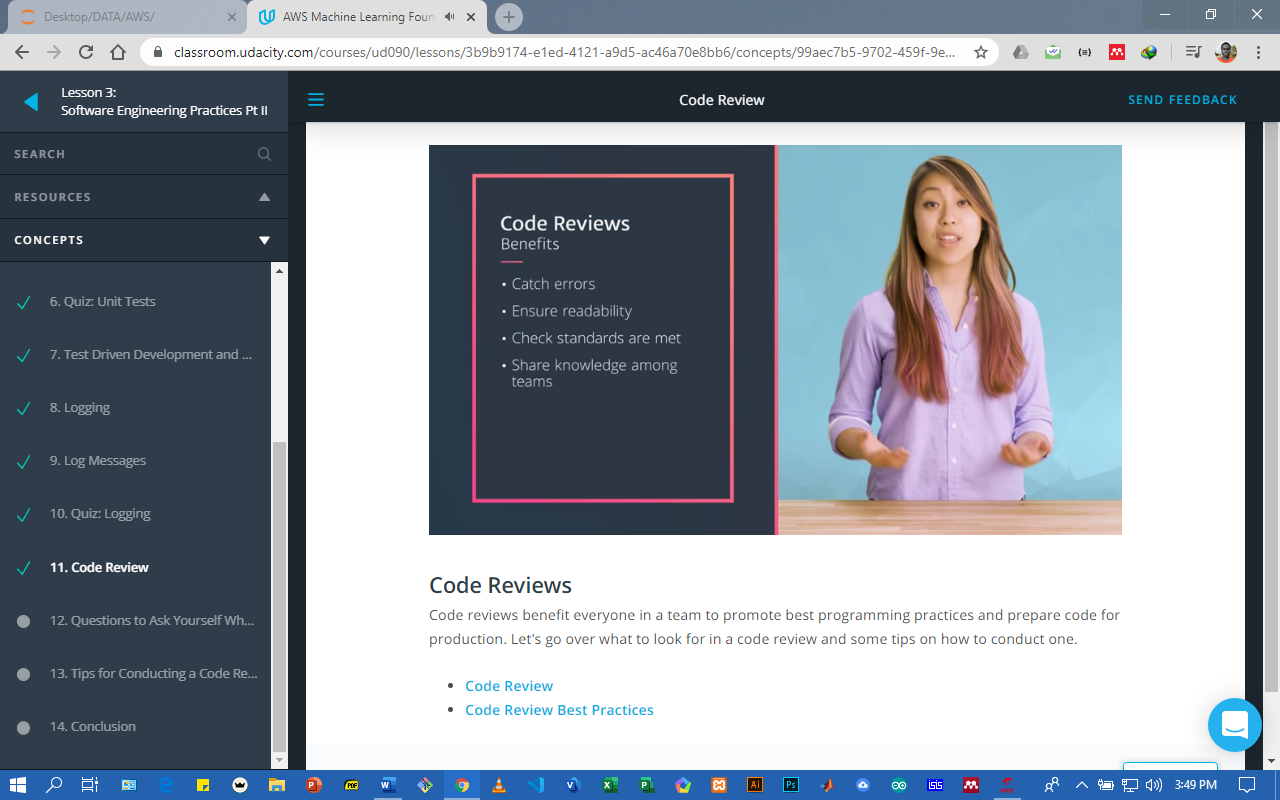 Desktop/DATA/AWS/
AWS Machine Learning Foun
classroom.udacity.com/courses/ud090/lessons/3b9b9174-e1ed-4121-a9d5-ac46a70e8bb6/concepts/99aec7b5-9702-459f-9e...
Lesson 3:
Software Engineering Practices Pt II
Code Review
SEND FEEDBACK
SEARCH
RESOURCES
CONCEPTS
6. Quiz: Unit Tests
7. Test Driven Development and ...
8. Logging
9. Log Messages
10. Quiz: Logging
11. Code Review
12. Questions to Ask Yourself Wh...
13. Tips for Conducting a Code Re...
14. Conclusion
Code Reviews
Benefits
• Catch errors
• Ensure readability
• Check standards are met
• Share knowledge among
teams
Code Reviews
Code reviews benefit everyone in a team to promote best programming practices and prepare code for
production. Let's go over what to look for in a code review and some tips on how to conduct one.
• Code Review
• Code Review Best Practices
3:49 PM